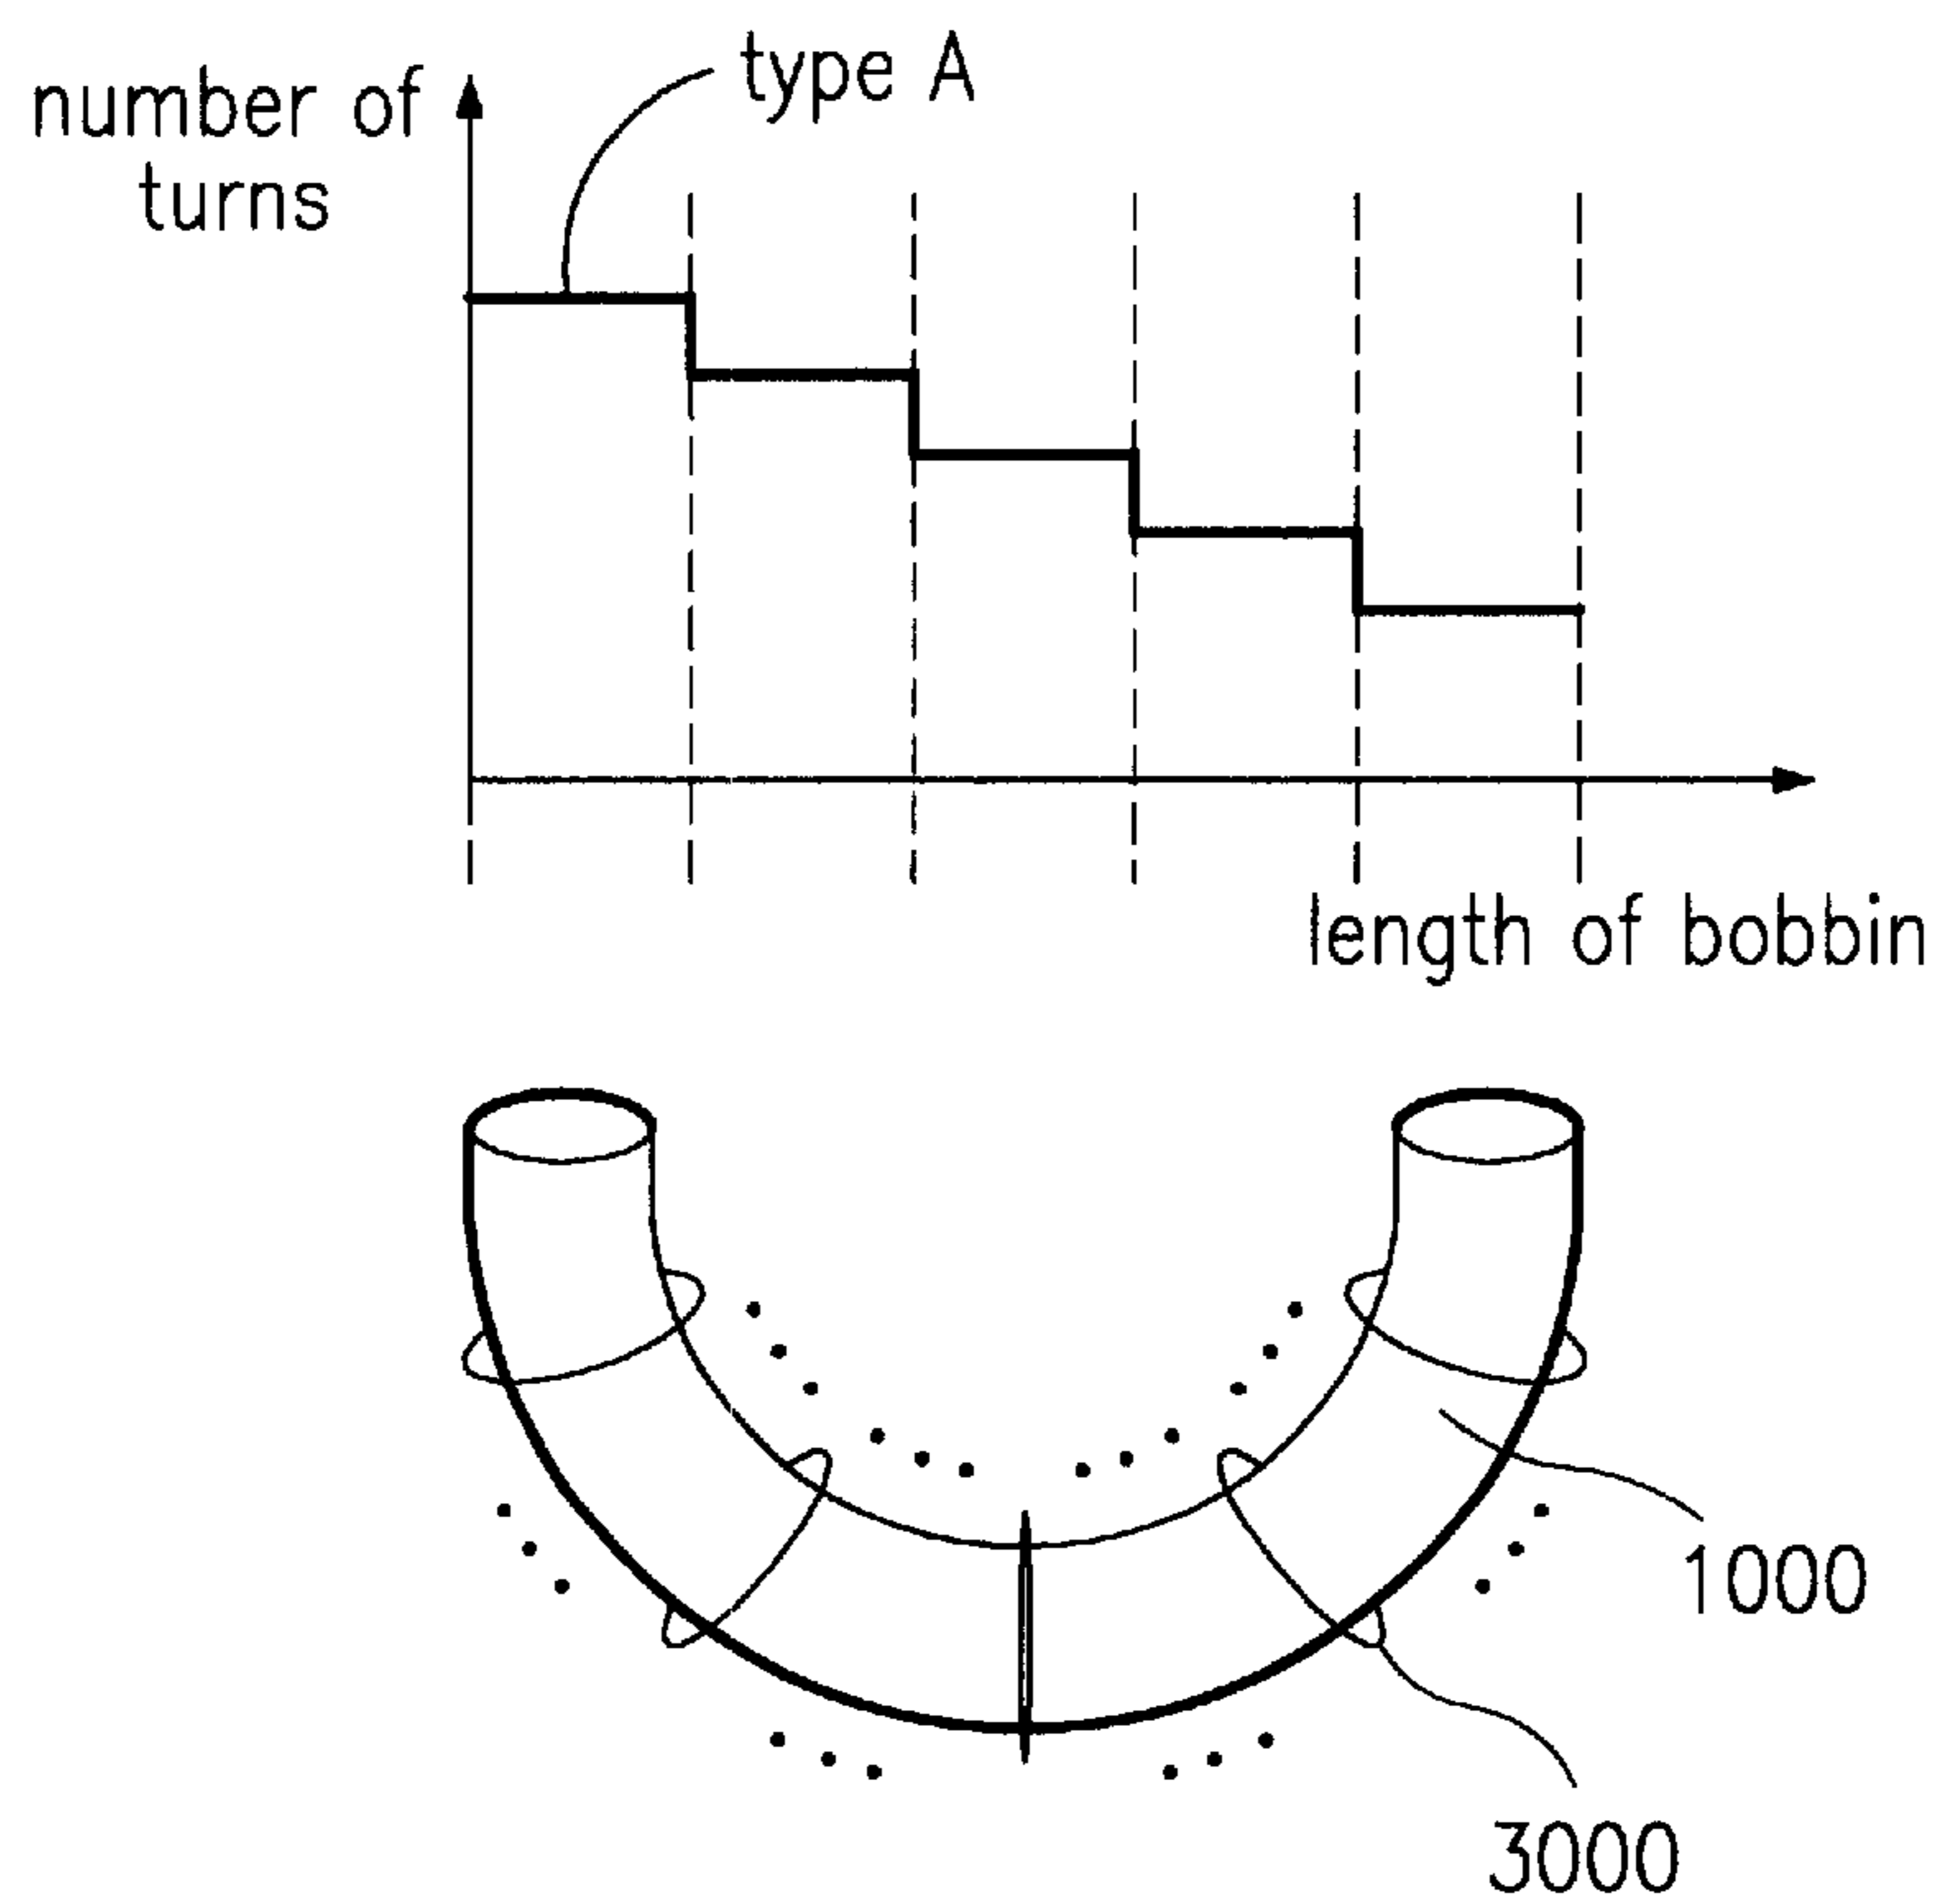 number of
turns
type A
length of bobbin
1000
3000